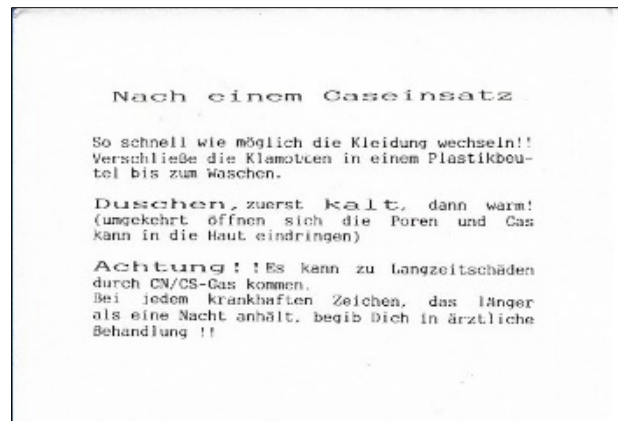 Nach einem Gaseinsatz
So schnell wie möglich die Kleidung wechseln!!
Verschließe die Klamotten in einem Plastikbeu-
tel bis zum Waschen.
Duschen, zuerst kalt, dann warm!
(umgekehrt öffnen sich die Poren und Gas
kann in die Haut eindringen)
Achtung!!Es kann zu Langzeitschäden
durch CN/CS-Gas kommen.
Bei jedem krankhaften Zeichen, das länger
als eine Nacht anhält, begib Dich in ärztliche
Behandlung !!